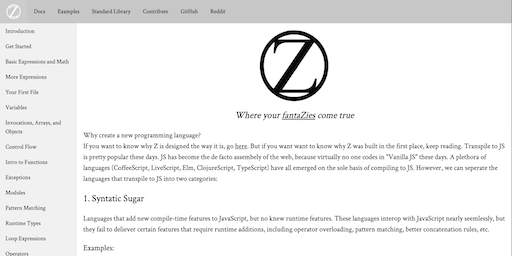 Z
Docs
Examples
Standard Library
Contribute
GitHub
Reddit
Introduction
Get Started
Basic Expressions and Math
More Expressions
Your First File
Variables
Invocations, Arrays, and
Objects
Control Flow
Intro to Functions
Exceptions
Modules
Pattern Matching
Runtime Types
Loop Expressions
Operators
Z
Where your fantaZies come true
Why create a new programming language?
If you want to know why Z is designed the way it is, go here. But if you want want to know why Z was built in the first place, keep reading. Transpile to JS
is pretty popular these days. JS has become the de facto assembly of the web, because virtually no one codes in "Vanilla JS" these days. A plethora of
languages (CoffeeScript, LiveScript, Elm, ClojureScript, TypeScript) have all emerged on the sole basis of compiling to JS. However, we can seperate the
languages that transpile to JS into two categories:
1. Syntatic Sugar
Languages that add new compile-time features to JavaScript, but no knew runtime features. These languages interop with JavaScript nearly seemlessly, but
they fail to deliever certain features that require runtime additions, including operator overloading, pattern matching, better concatenation rules, etc.
Examples: